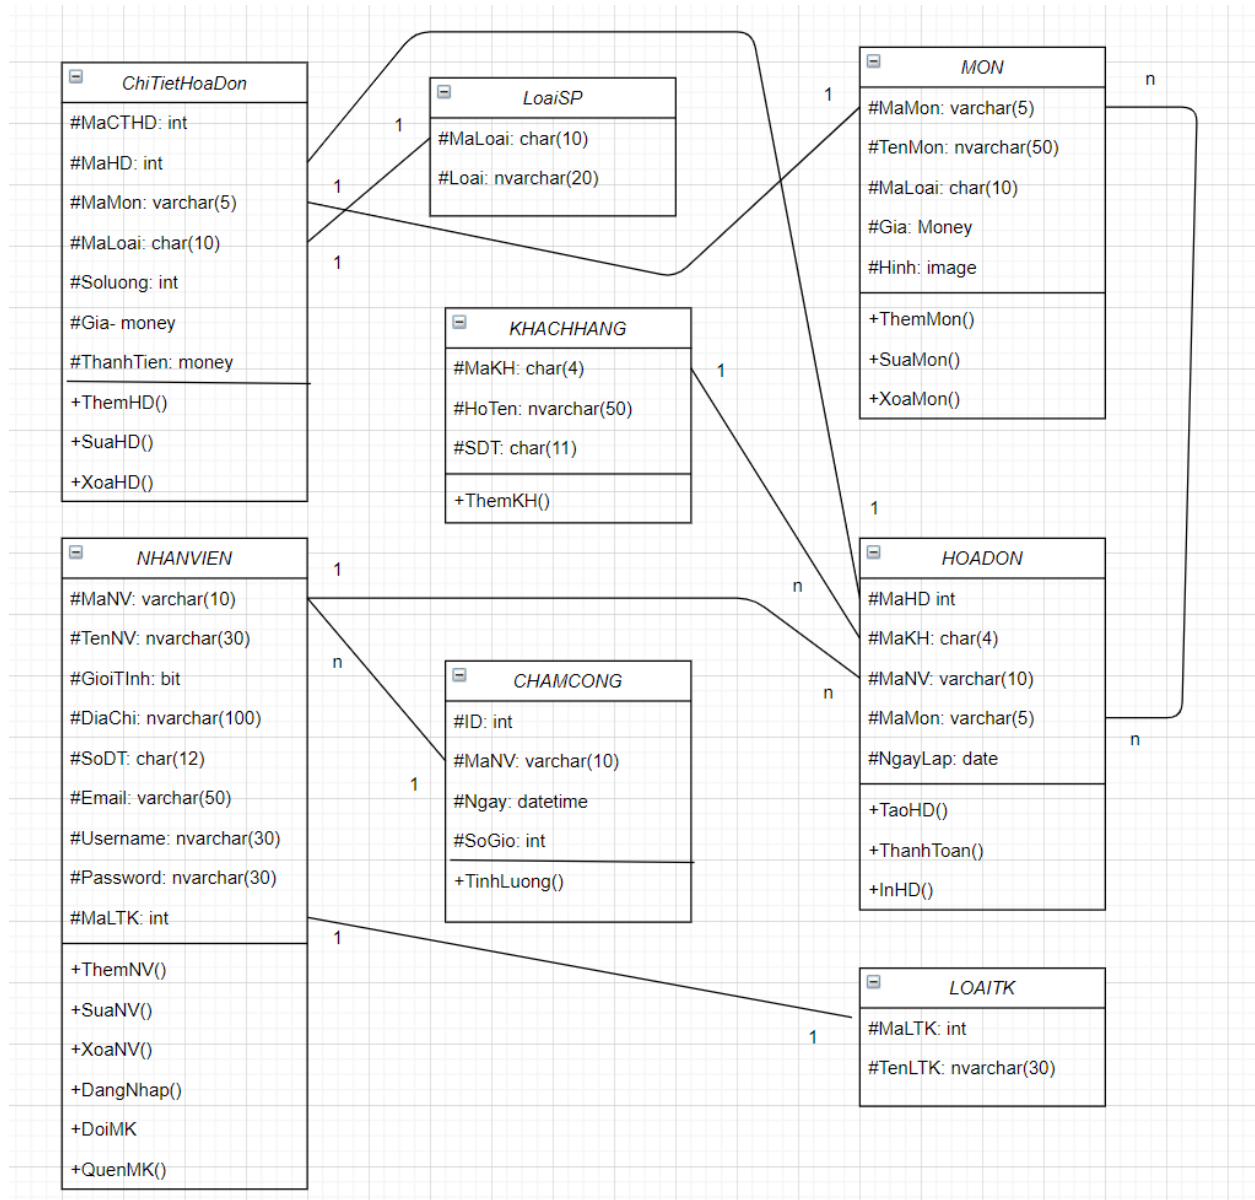 ChiTietHoaDon
#MaCTHD: int
#MaHD: int
#MaMon: varchar(5)
#MaLoai: char(10)
#Soluong: int
#Gia- money
#ThanhTien: money
+ThemHD()
+SuaHD()
+XoaHD()
1
1
1
LoaiSP
#MaLoai: char(10)
#Loai: nvarchar(20)
1
MON
#MaMon: varchar(5)
#TenMon: nvarchar(50)
#MaLoai: char(10)
#Gia: Money
#Hinh: image
+ThemMon()
+SuaMon()
+XoaMon()
n
KHACHHANG
#MaKH: char(4)
#HoTen: nvarchar(50)
#SDT: char(11)
+ThemKH()
1
n
1
NHANVIEN
#MaNV: varchar(10)
#TenNV: nvarchar(30)
#GioiTInh: bit
#DiaChi: nvarchar(100)
#SoDT: char(12)
#Email: varchar(50)
#Username: nvarchar(30)
#Password: nvarchar(30)
#MaLTK: int
+ThemNV()
+SuaNV()
+XoaNV()
+DangNhap()
+DoiMK
+QuenMK()
1
n
1
1
CHAMCONG
#ID: int
#MaNV: varchar(10)
#Ngay: datetime
#SoGio: int
+TinhLuong()
n
HOADON
#MaHD int
#MaKH: char(4)
#MaNV: varchar(10)
#MaMon: varchar(5)
#NgayLap: date
+TaoHD()
+ThanhToan()
+InHD()
n
1
LOAITK
#MaLTK: int
#TenLTK: nvarchar(30)